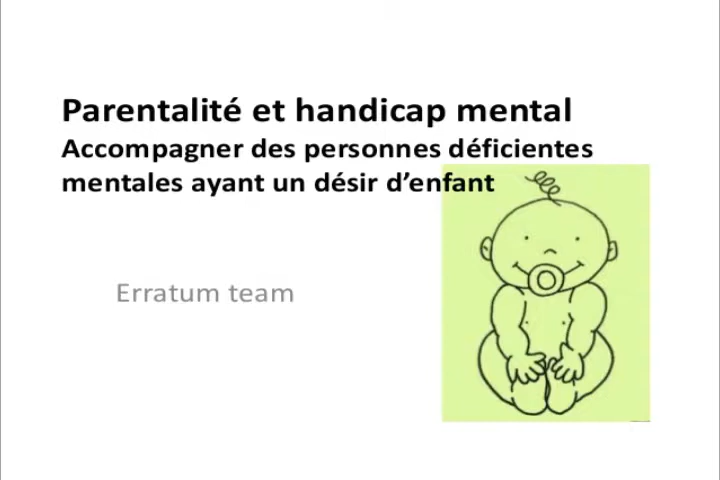 Parentalité et handicap mental
Accompagner des personnes déficientes
mentales ayant un désir d’enfant
Erratum team